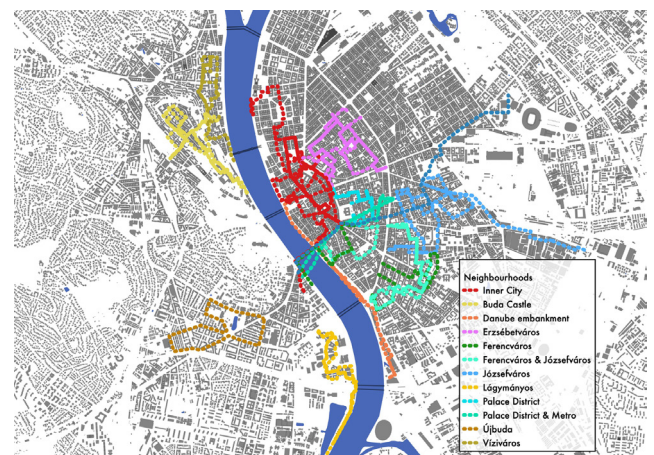 Neighbourhoods
Inner City
Buda Castle
Danube embankment
Erzsébetváros
Ferencváros
Ferencváros & Józsefváros
Józsefváros
Lágymányos
Palace District
Palace District & Metro
Újbuda
Víziváros